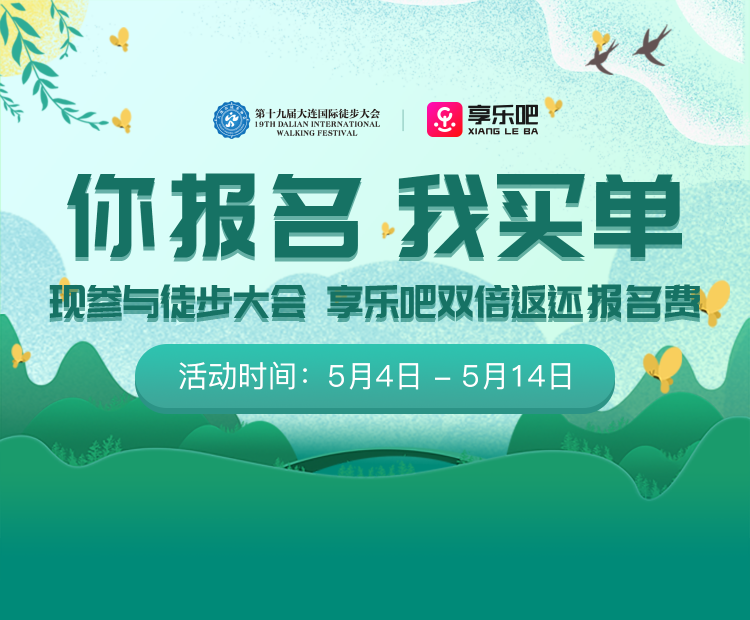 第十九届大连国际徒步大会
19TH DALIAN INTERNATIONAL
WALKING FESTIVAL
享乐吧
XIANG LE BA
你报名 我买单
现参与徒步大会 享乐吧双倍返还报名费
活动时间：5月4日 – 5月14日